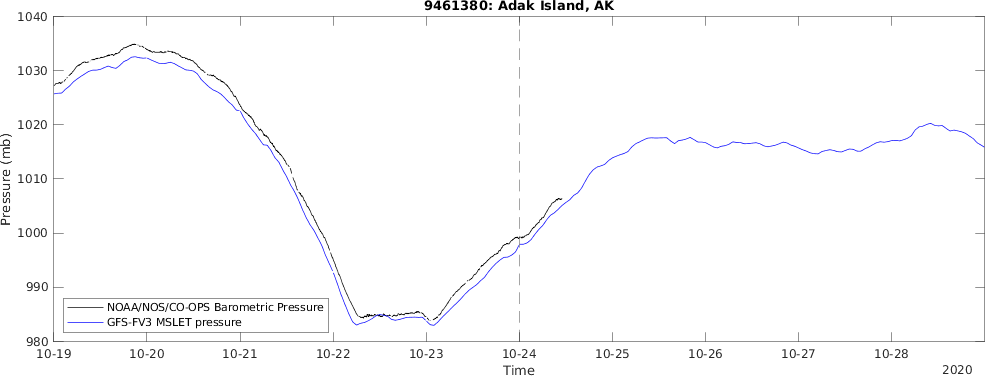 9461380: Adak Island, AK
Pressure (mb)
1040
1030
1020
1010
1000
990
980
NOAA/NOS/CO-OPS Barometric Pressure
GFS-FV3 MSLET pressure
10-19 10-20 10-21 10-22 10-23 10-24 10-25 10-26 10-27 10-28
Time
2020